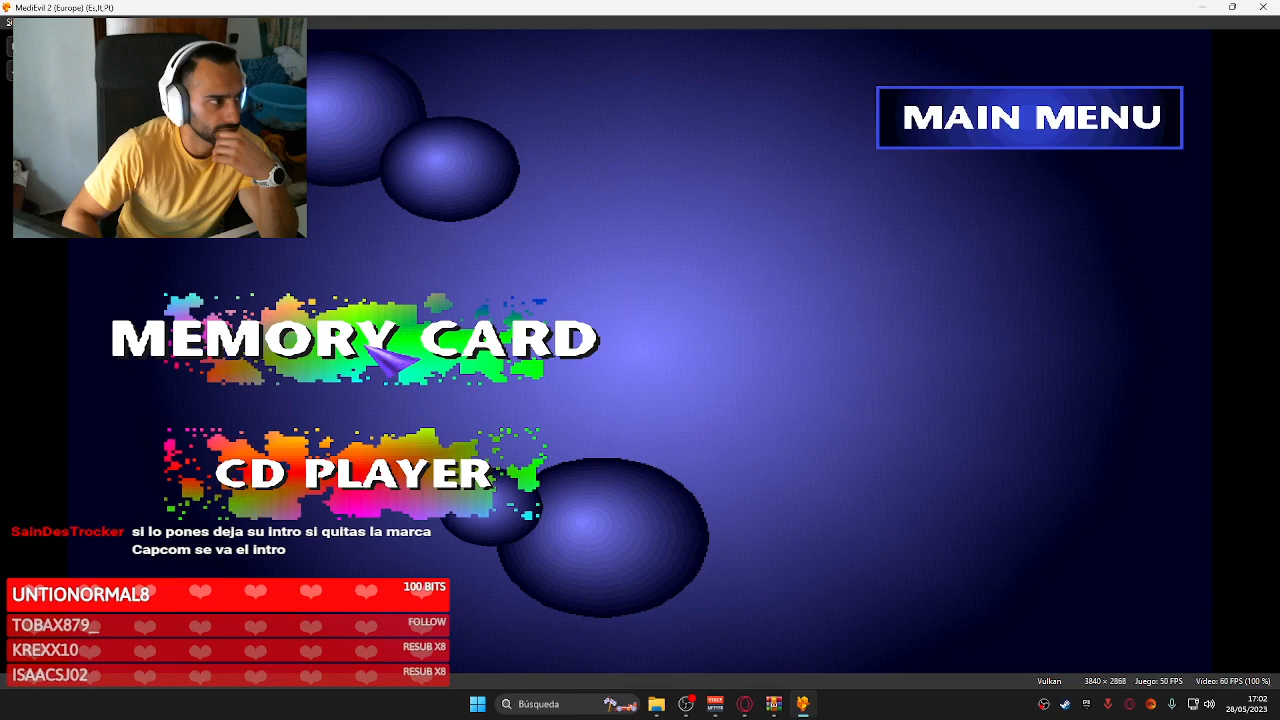 MediEvil 2 (Europe) (Es,It,Pt)
MAIN MENU
MEMORY CARD
CD PLAYER
SainDesTrocker si lo pones deja su intro si quitas la marca
Capcom se va el intro
UNTIONORMAL8 100 BITS
TOBAX879_ FOLLOW
KREXX10 RESUB X8
ISAACSJ02 RESUB X8
Vulkan 3840 × 2868 Juego: 50 FPS Vídeo: 60 FPS (100 %)
Búsqueda
17:02
28/05/2023